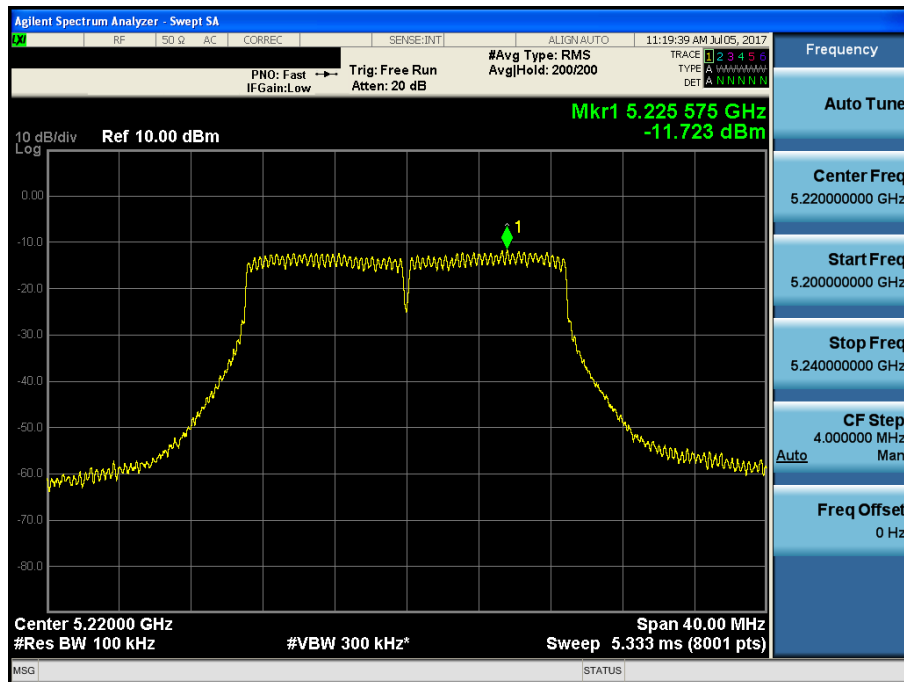 Agilent Spectrum Analyzer - Swept SA
LXI RF 50 Ω AC CORREC SENSE:INT ALIGN AUTO 11:19:39 AM Jul 05, 2017
#Avg Type: RMS TRACE 1 2 3 4 5 6
PNO: Fast Trig: Free Run Avg|Hold: 200/200 TYPE A WWWWW
IFGain:Low Atten: 20 dB DET A N N N N N
Mkr1 5.225 575 GHz
-11.723 dBm
10 dB/div Ref 10.00 dBm
Log
0.00
-10.0
-20.0
-30.0
-40.0
-50.0
-60.0
-70.0
-80.0
1
Center 5.22000 GHz Span 40.00 MHz
#Res BW 100 kHz #VBW 300 kHz* Sweep 5.333 ms (8001 pts)
MSG STATUS
Frequency
Auto Tune
Center Freq
5.220000000 GHz
Start Freq
5.200000000 GHz
Stop Freq
5.240000000 GHz
CF Step
4.000000 MHz
Auto Man
Freq Offset
0 Hz